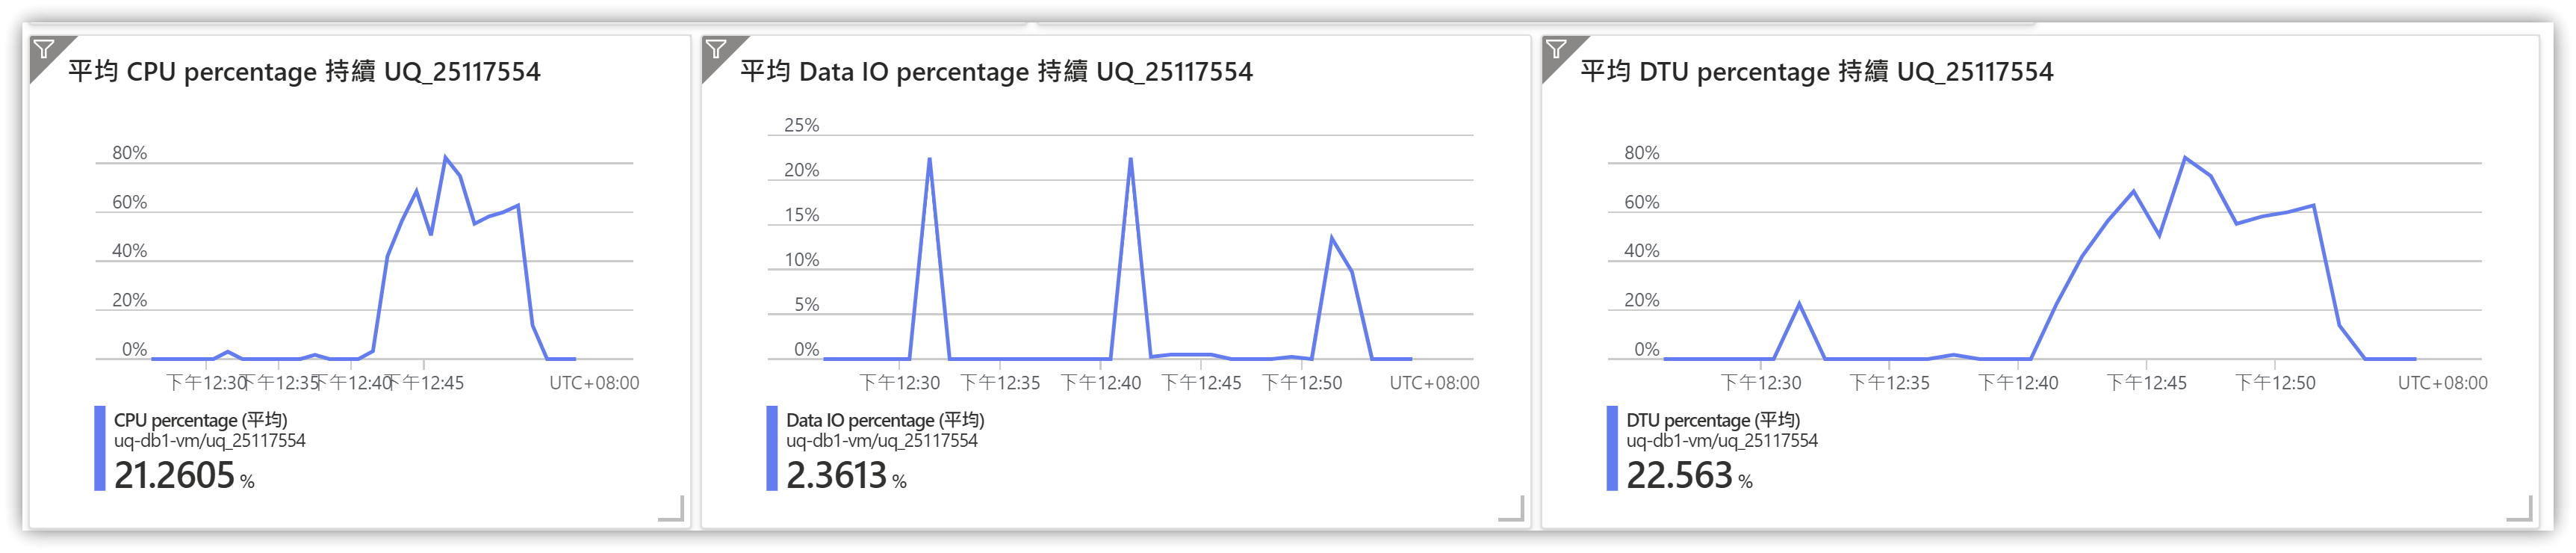 平均 CPU percentage 持續 UQ_25117554
80%
60%
40%
20%
0%
下午12:30 下午12:35 下午12:40 下午12:45 UTC+08:00
CPU percentage (平均)
uq-db1-vm/uq_25117554
21.2605 %
平均 Data IO percentage 持續 UQ_25117554
25%
20%
15%
10%
5%
0%
下午12:30 下午12:35 下午12:40 下午12:45 下午12:50 UTC+08:00
Data IO percentage (平均)
uq-db1-vm/uq_25117554
2.3613 %
平均 DTU percentage 持續 UQ_25117554
80%
60%
40%
20%
0%
下午12:30 下午12:35 下午12:40 下午12:45 下午12:50 UTC+08:00
DTU percentage (平均)
uq-db1-vm/uq_25117554
22.563 %